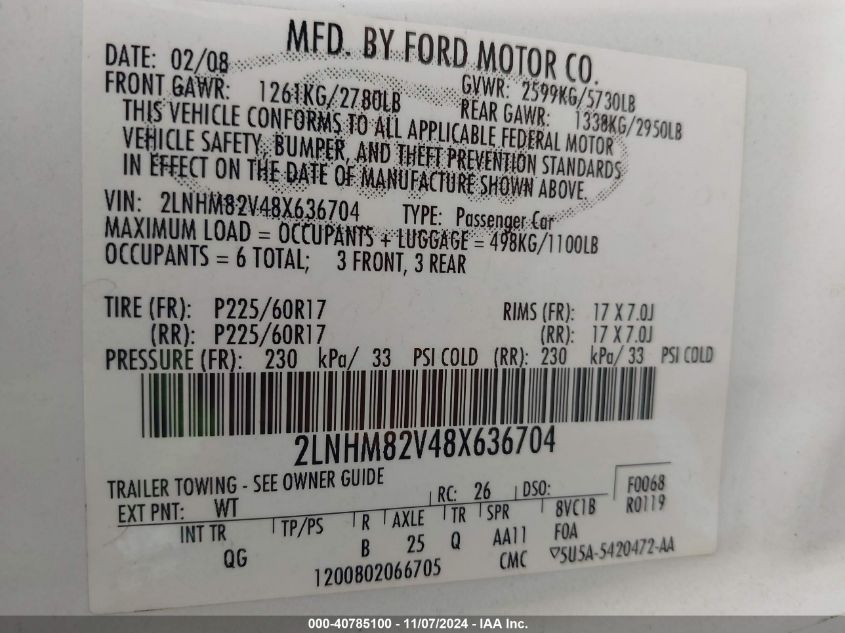 MFD. BY FORD MOTOR CO.
DATE: 02/08 GVWR: 2599KG/5730LB
FRONT GAWR: 1261KG/2780LB REAR GAWR: 1338KG/2950LB
THIS VEHICLE CONFORMS TO ALL APPLICABLE FEDERAL MOTOR
VEHICLE SAFETY, BUMPER, AND THEFT PREVENTION STANDARDS
IN EFFECT ON THE DATE OF MANUFACTURE SHOWN ABOVE.
VIN: 2LNHM82V48X636704 TYPE: Passenger Car
MAXIMUM LOAD = OCCUPANTS + LUGGAGE = 498KG/1100LB
OCCUPANTS = 6 TOTAL; 3 FRONT, 3 REAR
TIRE (FR): P225/60R17 RIMS (FR): 17 X 7.0J
(RR): P225/60R17 (RR): 17 X 7.0J
PRESSURE (FR): 230 kPa/ 33 PSI COLD (RR): 230 kPa/ 33 PSI COLD
2LNHM82V48X636704
TRAILER TOWING - SEE OWNER GUIDE
EXT PNT: WT RC: 26 DSO: F0068
INT TR TP/PS R AXLE TR SPR 8VC1B R0119
QG B 25 Q AA11 FOA
1200802066705 CMC 5U5A-5420472-AA
000-40785100 - 11/07/2024 - IAA Inc.